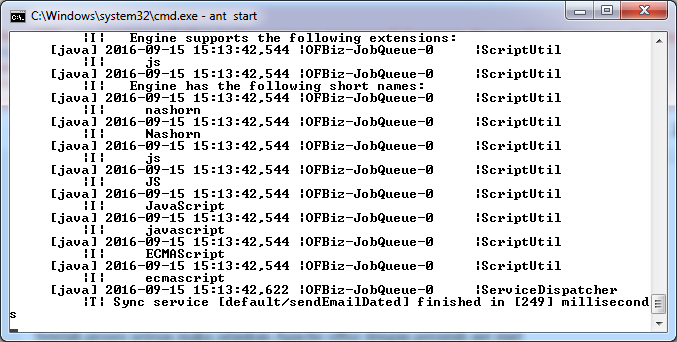 C:\Windows\system32\cmd.exe - ant start
|I|   Engine supports the following extensions:
[java] 2016-09-15 15:13:42,544 |OFBiz-JobQueue-0     |ScriptUtil
|I|     js
[java] 2016-09-15 15:13:42,544 |OFBiz-JobQueue-0     |ScriptUtil
|I|   Engine has the following short names:
[java] 2016-09-15 15:13:42,544 |OFBiz-JobQueue-0     |ScriptUtil
|I|     nashorn
[java] 2016-09-15 15:13:42,544 |OFBiz-JobQueue-0     |ScriptUtil
|I|     Nashorn
[java] 2016-09-15 15:13:42,544 |OFBiz-JobQueue-0     |ScriptUtil
|I|     js
[java] 2016-09-15 15:13:42,544 |OFBiz-JobQueue-0     |ScriptUtil
|I|     JS
[java] 2016-09-15 15:13:42,544 |OFBiz-JobQueue-0     |ScriptUtil
|I|     JavaScript
[java] 2016-09-15 15:13:42,544 |OFBiz-JobQueue-0     |ScriptUtil
|I|     javascript
[java] 2016-09-15 15:13:42,544 |OFBiz-JobQueue-0     |ScriptUtil
|I|     ECMAScript
[java] 2016-09-15 15:13:42,544 |OFBiz-JobQueue-0     |ScriptUtil
|I|     ecmascript
[java] 2016-09-15 15:13:42,622 |OFBiz-JobQueue-0     |ServiceDispatcher
|T| Sync service [default/sendEmailDated] finished in [249] millisecond
s